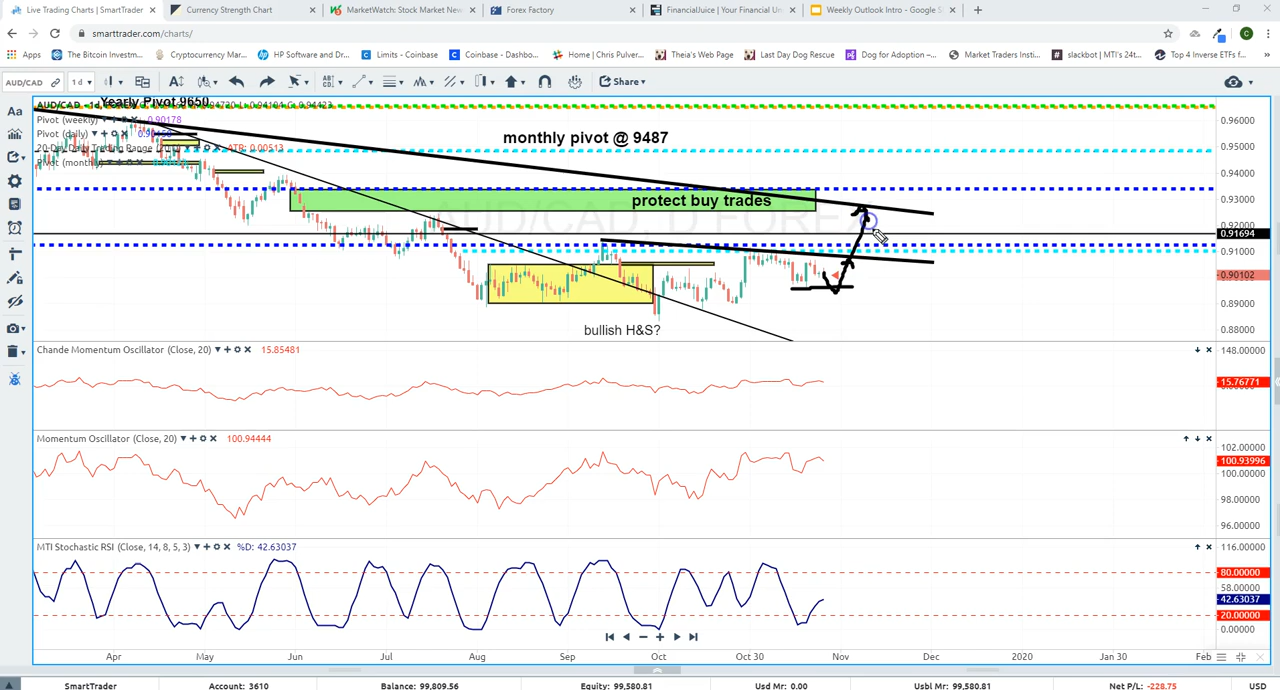 Live Trading Charts | SmartTrader
Currency Strength Chart
MarketWatch: Stock Market New
Forex Factory
FinancialJuice | Your Financial Un
Weekly Outlook Intro - Google S
smarttrader.com/charts/
C
Apps
The Bitcoin Investm...
Cryptocurrency Mar...
HP Software and Dr...
Limits - Coinbase
Coinbase - Dashbo...
Home | Chris Pulver...
Theia's Web Page
Last Day Dog Rescue
Dog for Adoption –...
Market Traders Insti...
slackbot | MTI's 24t...
Top 4 Inverse ETFs f...
AUD/CAD
1d
Share
Yearly Pivot 9650
Pivot (weekly)
0.90178
Pivot (daily)
ATR: 0.00513
Pivot (monthly)
monthly pivot @ 9487
protect buy trades
bullish H&S?
0.96000
0.95000
0.94000
0.93000
0.91694
0.91000
0.90102
0.89000
0.88000
Chande Momentum Oscillator (Close, 20)
15.85481
148.00000
15.76771
Momentum Oscillator (Close, 20)
100.94444
102.00000
100.93996
100.00000
98.00000
96.00000
MTI Stochastic RSI (Close, 14, 8, 5, 3)
%D: 42.63037
116.00000
80.00000
58.00000
42.63037
20.00000
0.00000
Apr
May
Jun
Jul
Aug
Sep
Oct
Oct 30
Nov
Dec
2020
Jan 30
Feb
SmartTrader
Account: 3610
Balance: 99,809.56
Equity: 99,580.81
Usd Mr: 0.00
Usbl Mr: 99,580.81
Net P/L: -228.75
USD